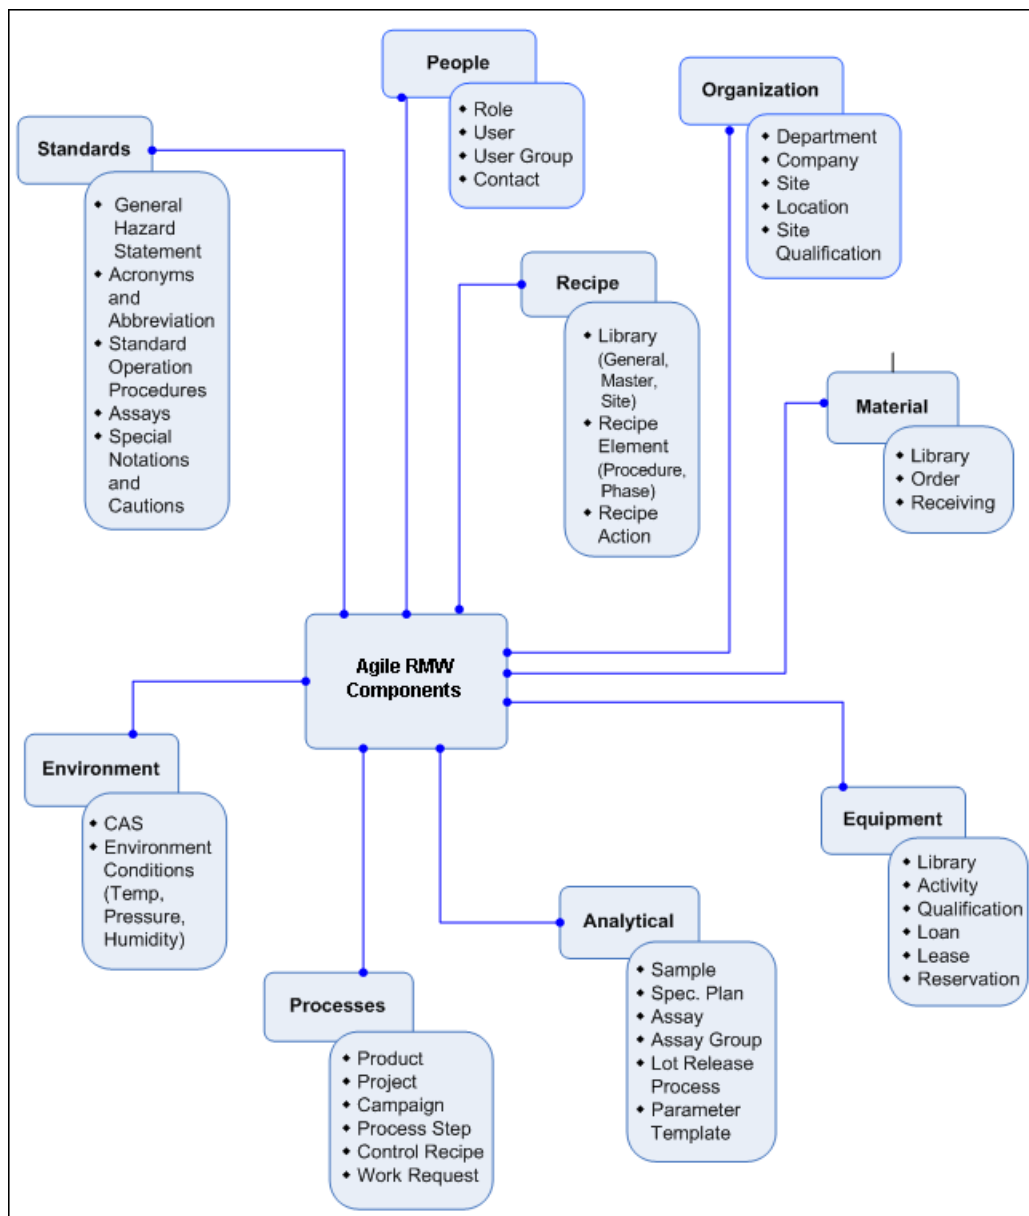 People
◆ Role
◆ User
◆ User Group
◆ Contact
Organization
◆ Department
◆ Company
◆ Site
◆ Location
◆ Site
Qualification
Standards
◆ General
Hazard
Statement
◆ Acronyms
and
Abbreviation
◆ Standard
Operation
Procedures
◆ Assays
◆ Special
Notations
and
Cautions
Recipe
◆ Library
(General,
Master,
Site)
◆ Recipe
Element
(Procedure,
Phase)
◆ Recipe
Action
Material
◆ Library
◆ Order
◆ Receiving
Agile RMW
Components
Environment
◆ CAS
◆ Environment
Conditions
(Temp,
Pressure,
Humidity)
Equipment
◆ Library
◆ Activity
◆ Qualification
◆ Loan
◆ Lease
◆ Reservation
Analytical
◆ Sample
◆ Spec. Plan
◆ Assay
◆ Assay Group
◆ Lot Release
Process
◆ Parameter
Template
Processes
◆ Product
◆ Project
◆ Campaign
◆ Process Step
◆ Control Recipe
◆ Work Request